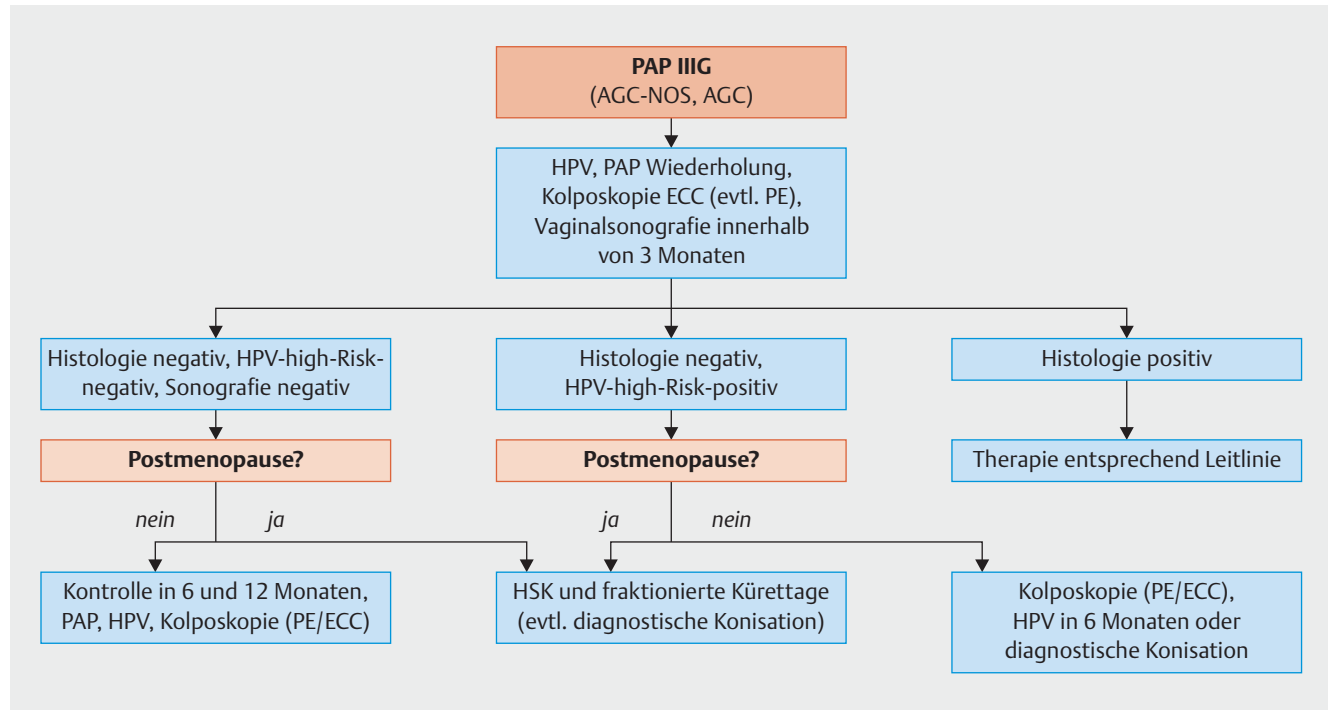 PAP IIIG
(AGC-NOS, AGC)
HPV, PAP Wiederholung,
Kolposkopie ECC (evtl. PE),
Vaginalsonografie innerhalb
von 3 Monaten
Histologie negativ, HPV-high-Risk-
negativ, Sonografie negativ
Histologie negativ,
HPV-high-Risk-positiv
Histologie positiv
Postmenopause?
Postmenopause?
Therapie entsprechend Leitlinie
nein
ja
ja
nein
Kontrolle in 6 und 12 Monaten,
PAP, HPV, Kolposkopie (PE/ECC)
HSK und fraktionierte Kürettage
(evtl. diagnostische Konisation)
Kolposkopie (PE/ECC),
HPV in 6 Monaten oder
diagnostische Konisation